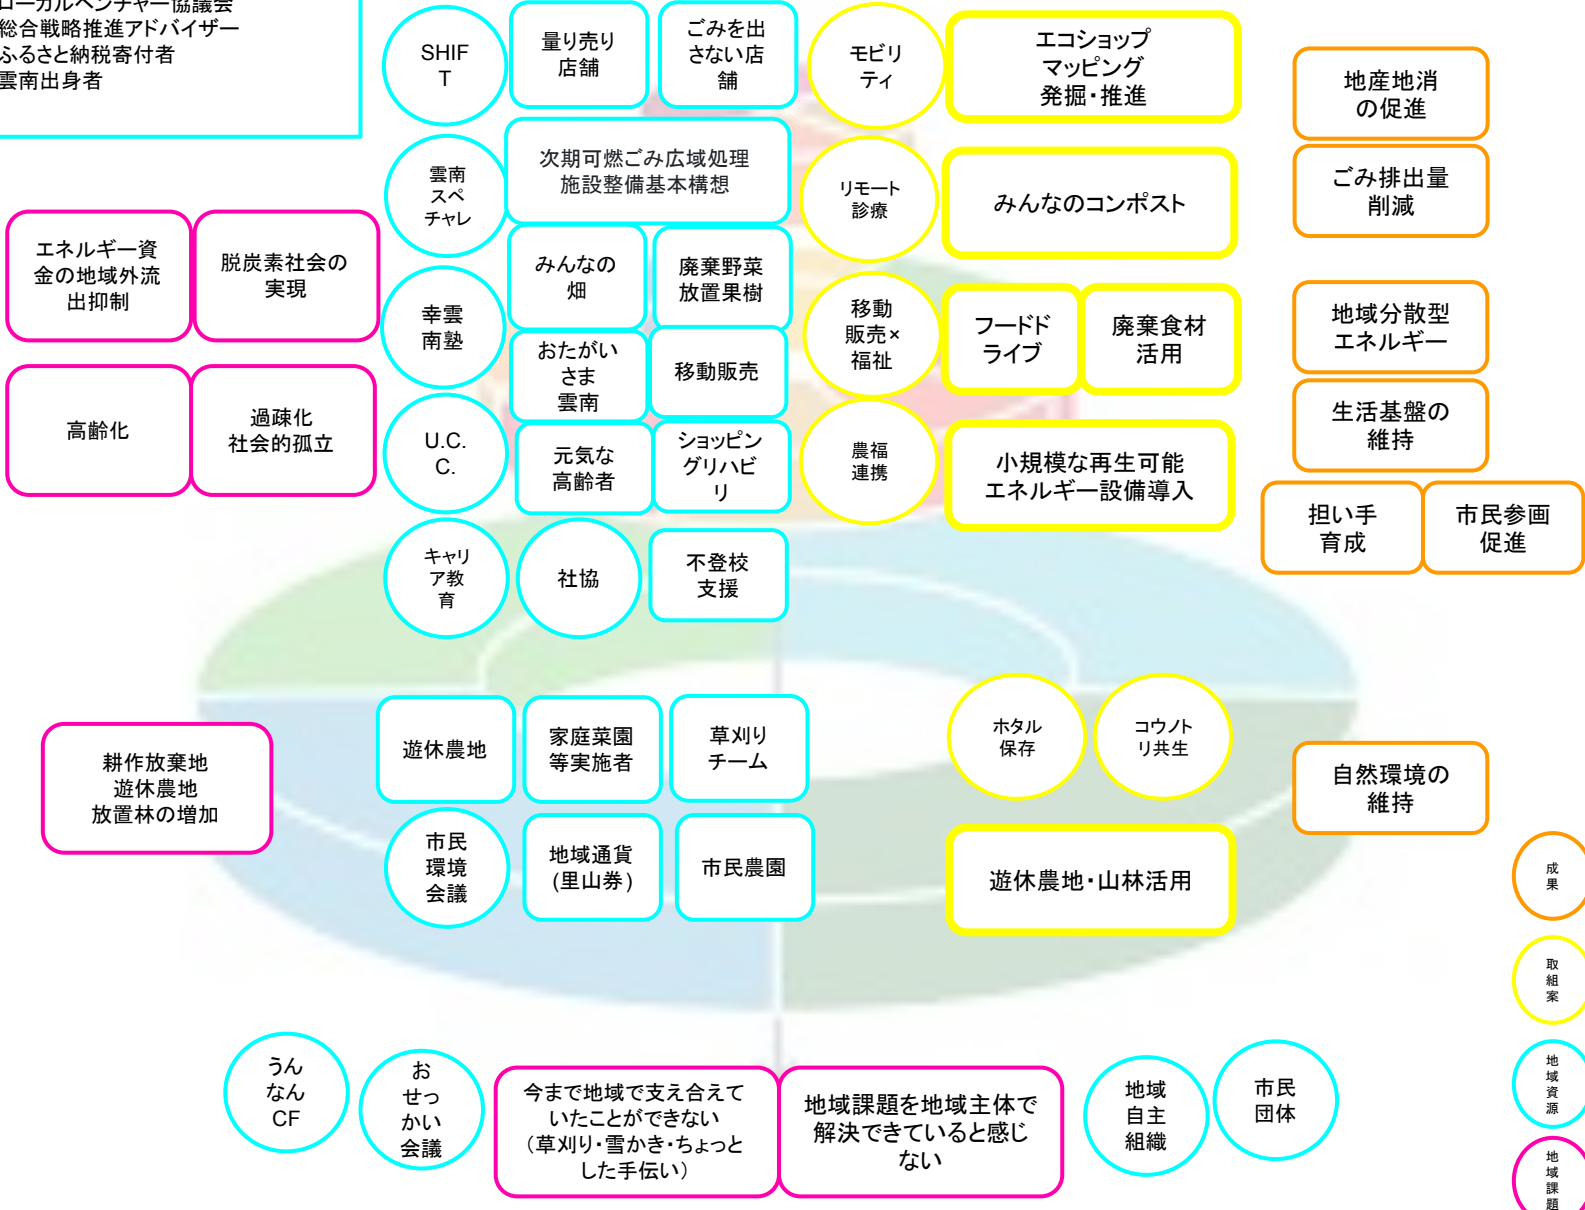 ローカルベンチャー協議会
総合戦略推進アドバイザー
ふるさと納税寄付者
雲南出身者
SHIF
T
量り売り
店舗
ごみを出
さない店
舗
モビリ
ティ
エコショップ
マッピング
発掘・推進
地産地消
の促進
雲南
スペ
チャレ
次期可燃ごみ広域処理
施設整備基本構想
リモート
診療
みんなのコンポスト
ごみ排出量
削減
エネルギー資
金の地域外流
出抑制
脱炭素社会の
実現
幸雲
南塾
みんなの
畑
廃棄野菜
放置果樹
移動
販売×
福祉
フードド
ライブ
廃棄食材
活用
地域分散型
エネルギー
おたがい
さま
雲南
移動販売
高齢化
過疎化
社会的孤立
U.C.
C.
元気な
高齢者
ショッピン
グリハビ
リ
農福
連携
小規模な再生可能
エネルギー設備導入
生活基盤の
維持
担い手
育成
市民参画
促進
キャリ
ア教
育
社協
不登校
支援
耕作放棄地
遊休農地
放置林の増加
遊休農地
家庭菜園
等実施者
草刈り
チーム
ホタル
保存
コウノト
リ共生
自然環境の
維持
市民
環境
会議
地域通貨
(里山券)
市民農園
遊休農地・山林活用
成
果
取
組
案
地
域
資
源
地
域
課
題
うん
なん
CF
お
せっ
かい
会議
今まで地域で支え合えて
いたことができない
（草刈り・雪かき・ちょっと
した手伝い）
地域課題を地域主体で
解決できていると感じ
ない
地域
自主
組織
市民
団体